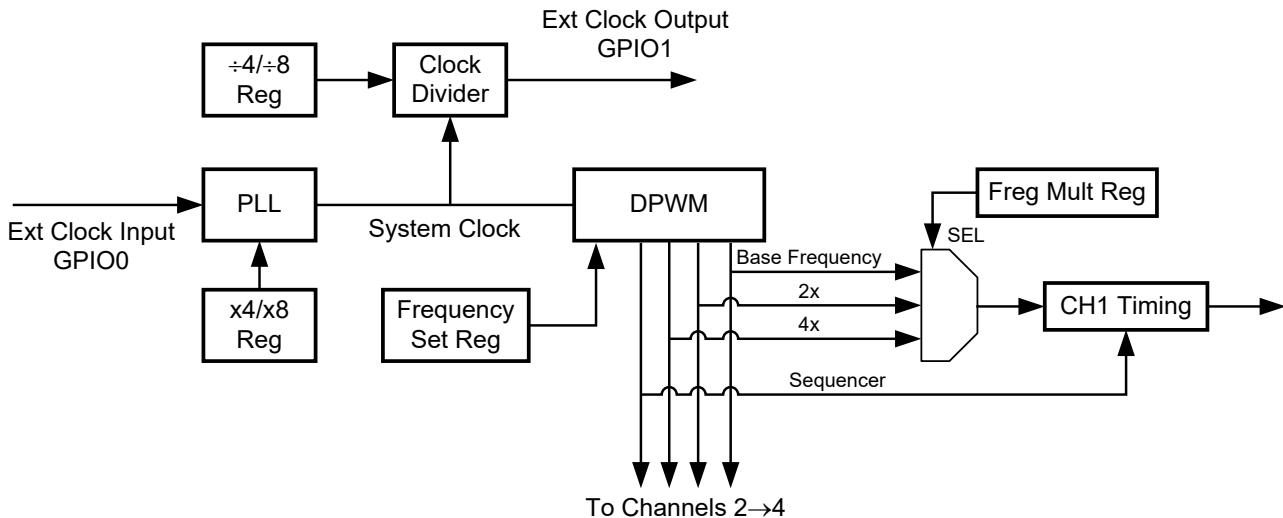 Ext Clock Output
GPIO1
÷4/÷8
Reg
Clock
Divider
PLL
DPWM
Freg Mult Reg
Ext Clock Input
GPIO0
System Clock
SEL
Base Frequency
x4/x8
Reg
Frequency
Set Reg
2x
4x
CH1 Timing
Sequencer
To Channels 2→4